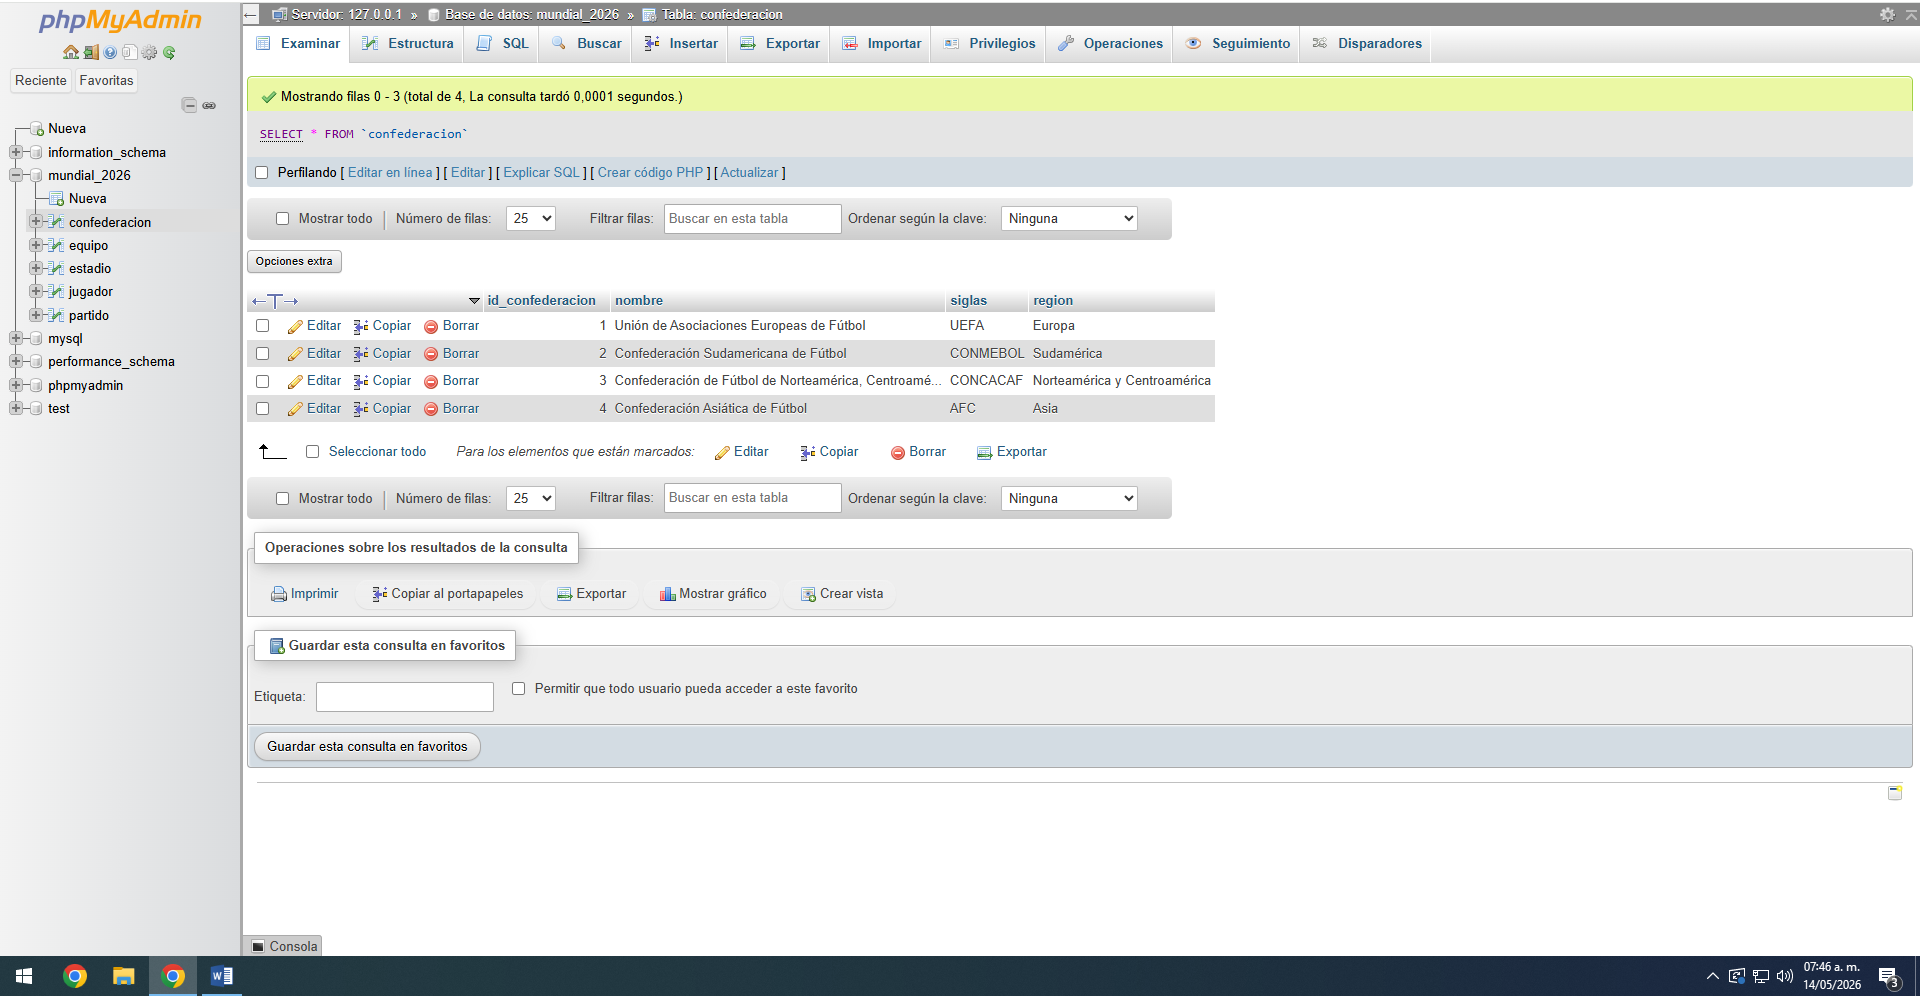 phpMyAdmin
Reciente Favoritas
Nueva
information_schema
mundial_2026
Nueva
confederacion
equipo
estadio
jugador
partido
mysql
performance_schema
phpmyadmin
test
Servidor: 127.0.0.1 » Base de datos: mundial_2026 » Tabla: confederacion
Examinar Estructura SQL Buscar Insertar Exportar Importar Privilegios Operaciones Seguimiento Disparadores
Mostrando filas 0 - 3 (total de 4, La consulta tardó 0,0001 segundos.)
SELECT * FROM `confederacion`
Perfilando [ Editar en línea ] [ Editar ] [ Explicar SQL ] [ Crear código PHP ] [ Actualizar ]
Mostrar todo | Número de filas: 25 Filtrar filas: Buscar en esta tabla Ordenar según la clave: Ninguna
Opciones extra
←T→ id_confederacion nombre siglas region
Editar Copiar Borrar 1 Unión de Asociaciones Europeas de Fútbol UEFA Europa
Editar Copiar Borrar 2 Confederación Sudamericana de Fútbol CONMEBOL Sudamérica
Editar Copiar Borrar 3 Confederación de Fútbol de Norteamérica, Centroamé... CONCACAF Norteamérica y Centroamérica
Editar Copiar Borrar 4 Confederación Asiática de Fútbol AFC Asia
Seleccionar todo Para los elementos que están marcados: Editar Copiar Borrar Exportar
Mostrar todo | Número de filas: 25 Filtrar filas: Buscar en esta tabla Ordenar según la clave: Ninguna
Operaciones sobre los resultados de la consulta
Imprimir Copiar al portapapeles Exportar Mostrar gráfico Crear vista
Guardar esta consulta en favoritos
Etiqueta: Permitir que todo usuario pueda acceder a este favorito
Guardar esta consulta en favoritos
Consola
07:46 a. m.
14/05/2026
3